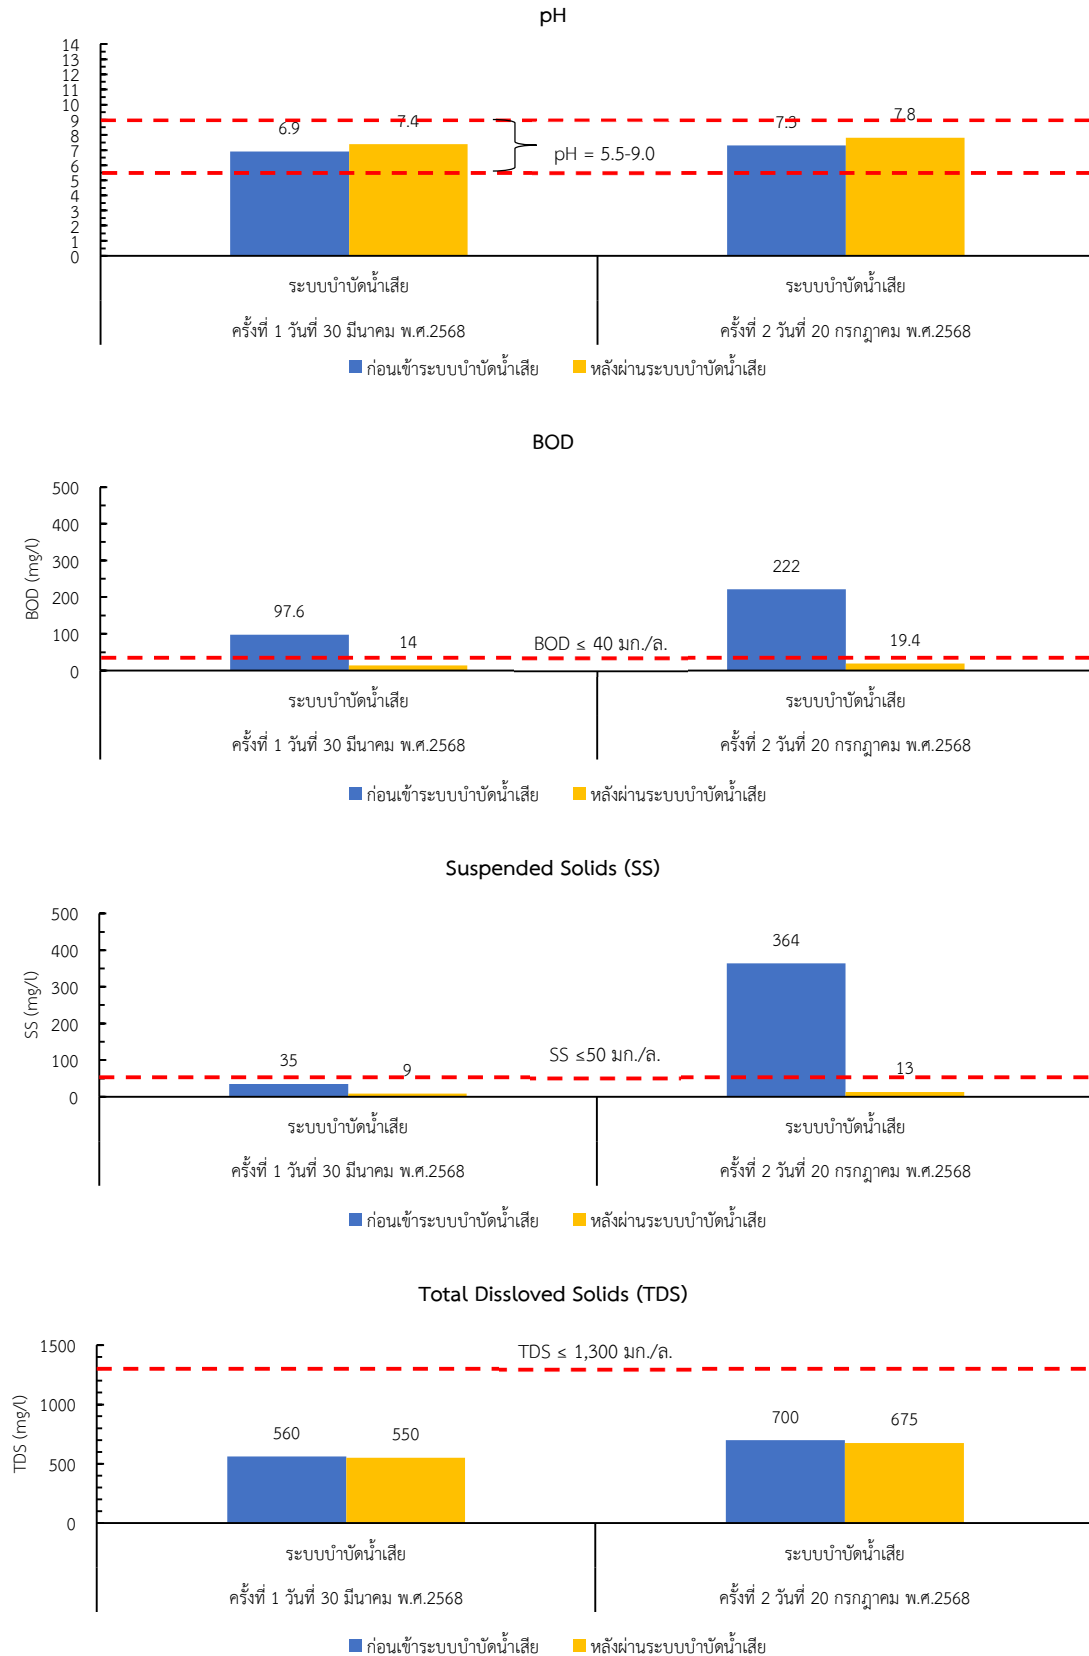 pH
14
13
12
11
10
9
8
7
6
5
4
3
2
1
0
6.9
7.4
7.3
7.8
pH = 5.5-9.0
ระบบบำบัดน้ำเสีย
ระบบบำบัดน้ำเสีย
ครั้งที่ 1 วันที่ 30 มีนาคม พ.ศ.2568
ครั้งที่ 2 วันที่ 20 กรกฎาคม พ.ศ.2568
ก่อนเข้าระบบบำบัดน้ำเสีย
หลังผ่านระบบบำบัดน้ำเสีย
BOD
BOD (mg/l)
500
400
300
200
100
0
97.6
14
BOD ≤ 40 มก./ล.
222
19.4
ระบบบำบัดน้ำเสีย
ระบบบำบัดน้ำเสีย
ครั้งที่ 1 วันที่ 30 มีนาคม พ.ศ.2568
ครั้งที่ 2 วันที่ 20 กรกฎาคม พ.ศ.2568
ก่อนเข้าระบบบำบัดน้ำเสีย
หลังผ่านระบบบำบัดน้ำเสีย
Suspended Solids (SS)
SS (mg/l)
500
400
300
200
100
0
35
9
SS ≤50 มก./ล.
364
13
ระบบบำบัดน้ำเสีย
ระบบบำบัดน้ำเสีย
ครั้งที่ 1 วันที่ 30 มีนาคม พ.ศ.2568
ครั้งที่ 2 วันที่ 20 กรกฎาคม พ.ศ.2568
ก่อนเข้าระบบบำบัดน้ำเสีย
หลังผ่านระบบบำบัดน้ำเสีย
Total Dissloved Solids (TDS)
TDS (mg/l)
1500
1000
500
0
TDS ≤ 1,300 มก./ล.
560
550
700
675
ระบบบำบัดน้ำเสีย
ระบบบำบัดน้ำเสีย
ครั้งที่ 1 วันที่ 30 มีนาคม พ.ศ.2568
ครั้งที่ 2 วันที่ 20 กรกฎาคม พ.ศ.2568
ก่อนเข้าระบบบำบัดน้ำเสีย
หลังผ่านระบบบำบัดน้ำเสีย